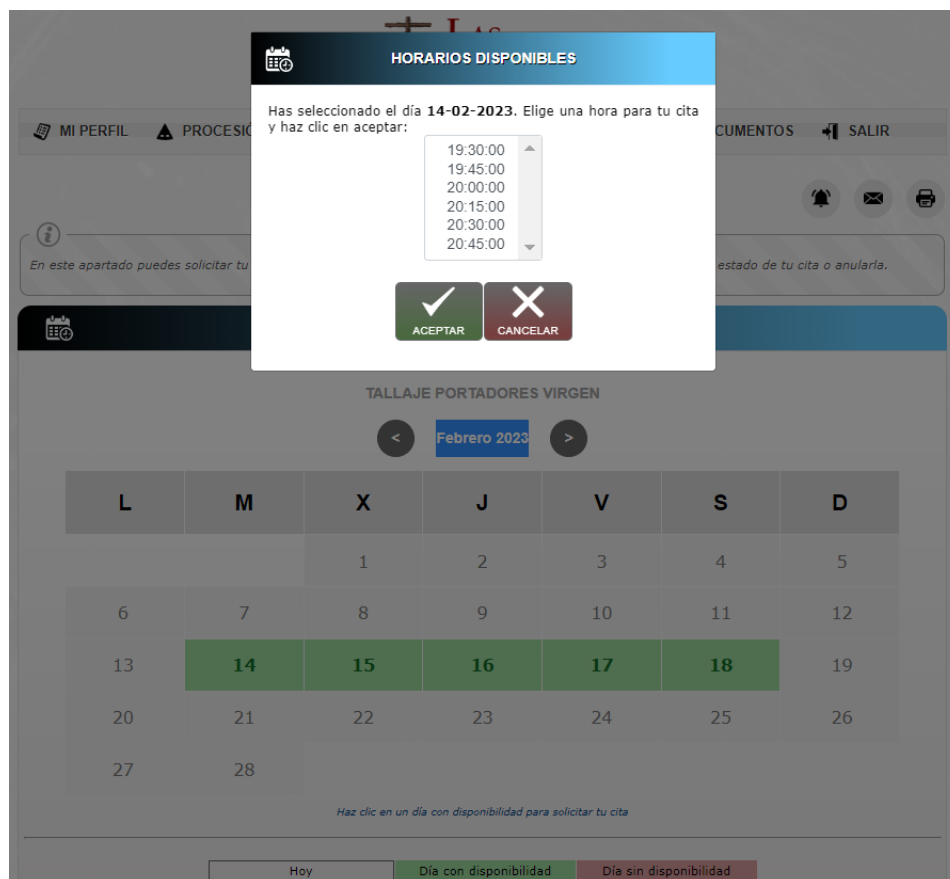 LAS
HORARIOS DISPONIBLES
Has seleccionado el día 14-02-2023. Elige una hora para tu cita
y haz clic en aceptar:
MI PERFIL PROCESIÓ CUMENTOS SALIR
19:30:00
19:45:00
20:00:00
20:15:00
20:30:00
20:45:00
En este apartado puedes solicitar tu estado de tu cita o anularla.
ACEPTAR CANCELAR
TALLAJE PORTADORES VIRGEN
< Febrero 2023 >
L M X J V S D
1 2 3 4 5
6 7 8 9 10 11 12
13 14 15 16 17 18 19
20 21 22 23 24 25 26
27 28
Haz clic en un día con disponibilidad para solicitar tu cita
Hoy Día con disponibilidad Día sin disponibilidad